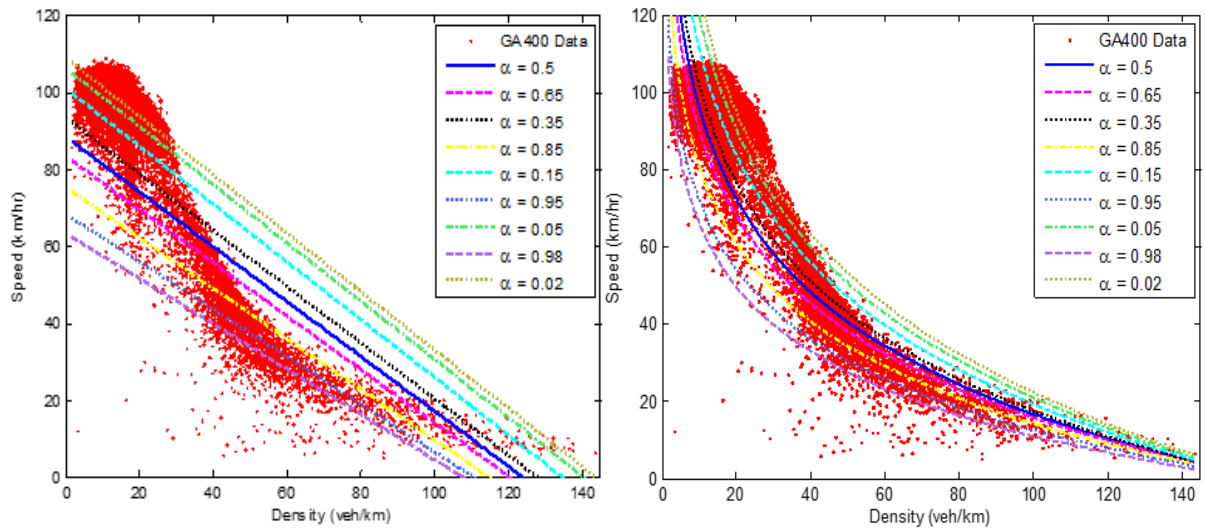 120
100
80
60
40
20
0
Speed (km/hr)
0 20 40 60 80 100 120 140
Density (veh/km)
GA400 Data
α = 0.5
α = 0.65
α = 0.35
α = 0.85
α = 0.15
α = 0.95
α = 0.05
α = 0.98
α = 0.02
120
100
80
60
40
20
0
Speed (km/hr)
0 20 40 60 80 100 120 140
Density (veh/km)
GA400 Data
α = 0.5
α = 0.65
α = 0.35
α = 0.85
α = 0.15
α = 0.95
α = 0.05
α = 0.98
α = 0.02